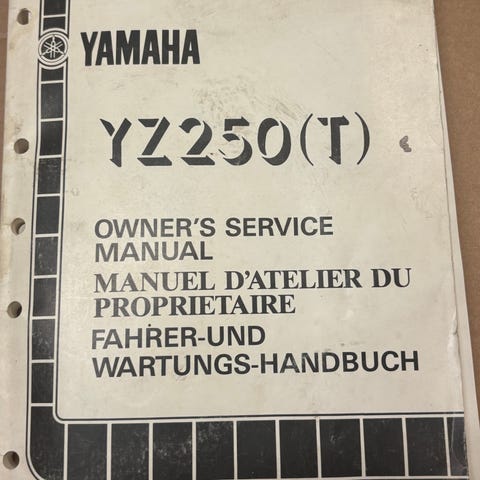 YAMAHA
YZ250(T)
OWNER'S SERVICE
MANUAL
MANUEL D'ATELIER DU
PROPRIETAIRE
FAHRER-UND
WARTUNGS-HANDBUCH